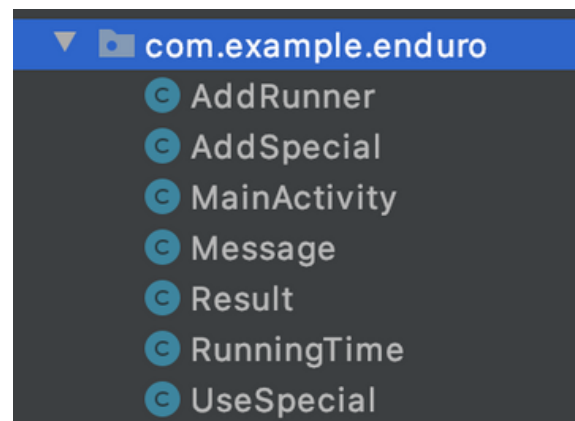 com.example.enduro
C AddRunner
C AddSpecial
C MainActivity
C Message
C Result
C RunningTime
C UseSpecial